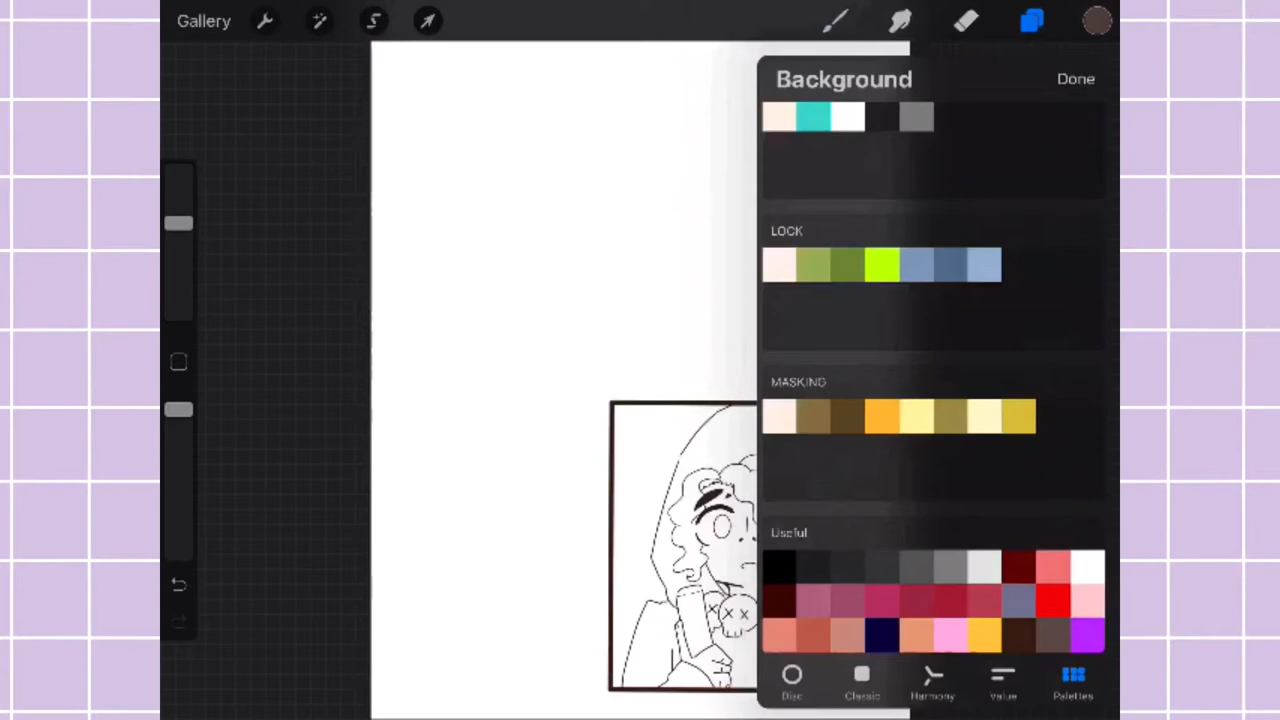 Gallery
Background
Done
LOCK
MASKING
Useful
Disc
Classic
Harmony
Value
Palettes